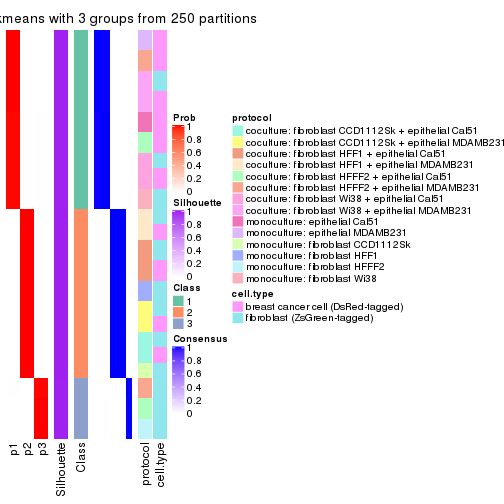 kmeans with 3 groups from 250 partitions
Prob
1
0.8
0.6
0.4
0.2
0
Silhouette
1
0.8
0.6
0.4
0.2
0
Class
1
2
3
Consensus
1
0.8
0.6
0.4
0.2
0
protocol
coculture: fibroblast CCD1112Sk + epithelial Cal51
coculture: fibroblast CCD1112Sk + epithelial MDAMB231
coculture: fibroblast HFF1 + epithelial Cal51
coculture: fibroblast HFF1 + epithelial MDAMB231
coculture: fibroblast HFFF2 + epithelial Cal51
coculture: fibroblast HFFF2 + epithelial MDAMB231
coculture: fibroblast Wi38 + epithelial Cal51
coculture: fibroblast Wi38 + epithelial MDAMB231
monoculture: epithelial Cal51
monoculture: epithelial MDAMB231
monoculture: fibroblast CCD1112Sk
monoculture: fibroblast HFF1
monoculture: fibroblast HFFF2
monoculture: fibroblast Wi38
cell.type
breast cancer cell (DsRed-tagged)
fibroblast (ZsGreen-tagged)
p1
p2
p3
Silhouette
Class
protocol
cell.type